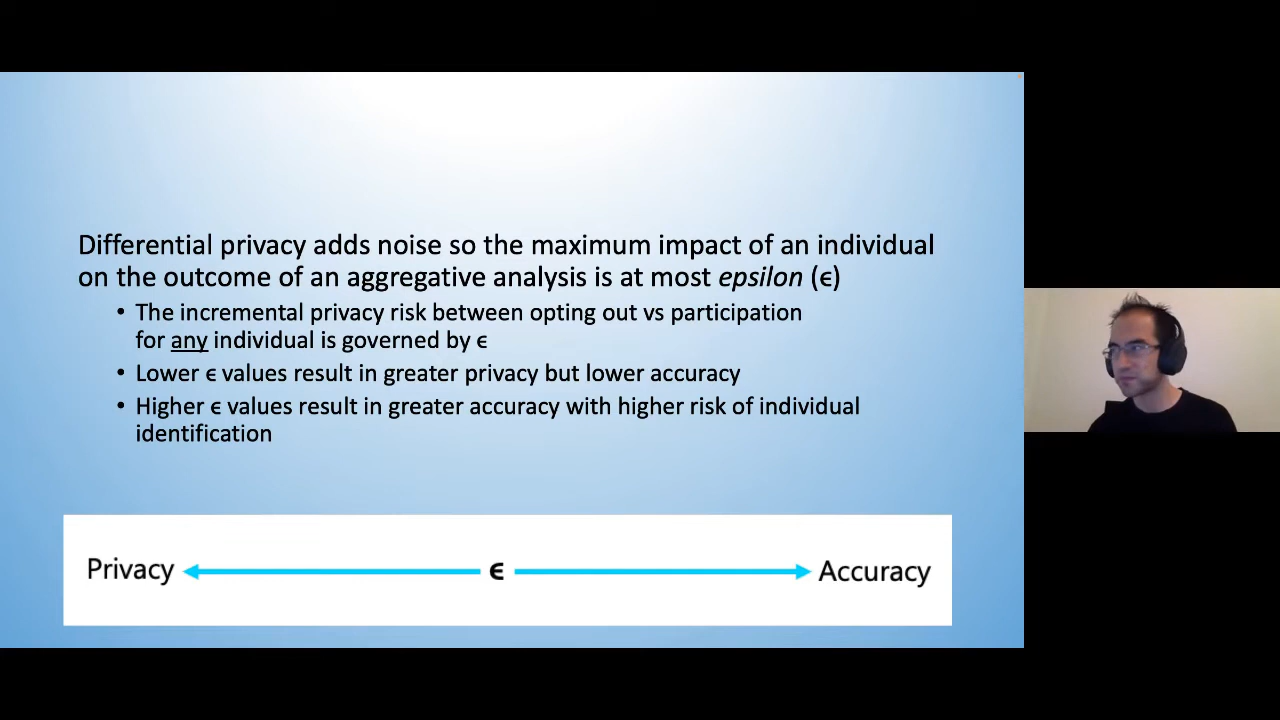 Differential privacy adds noise so the maximum impact of an individual
on the outcome of an aggregative analysis is at most epsilon (ϵ)
• The incremental privacy risk between opting out vs participation
for any individual is governed by ϵ
• Lower ϵ values result in greater privacy but lower accuracy
• Higher ϵ values result in greater accuracy with higher risk of individual
identification
Privacy ϵ Accuracy